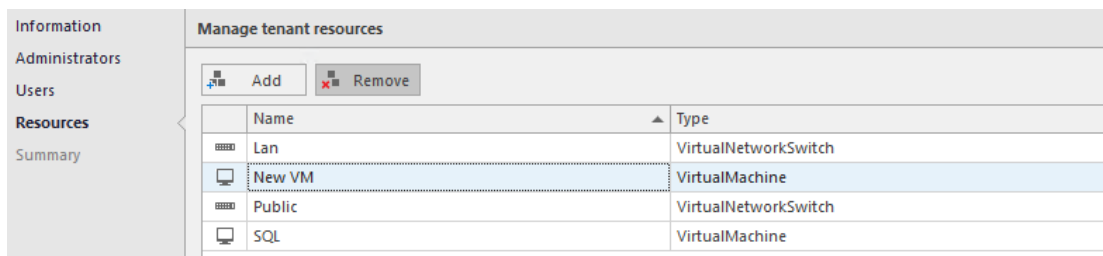 Information
Administrators
Users
Resources
Summary
Manage tenant resources
Add Remove
Name Type
Lan VirtualNetworkSwitch
New VM VirtualMachine
Public VirtualNetworkSwitch
SQL VirtualMachine